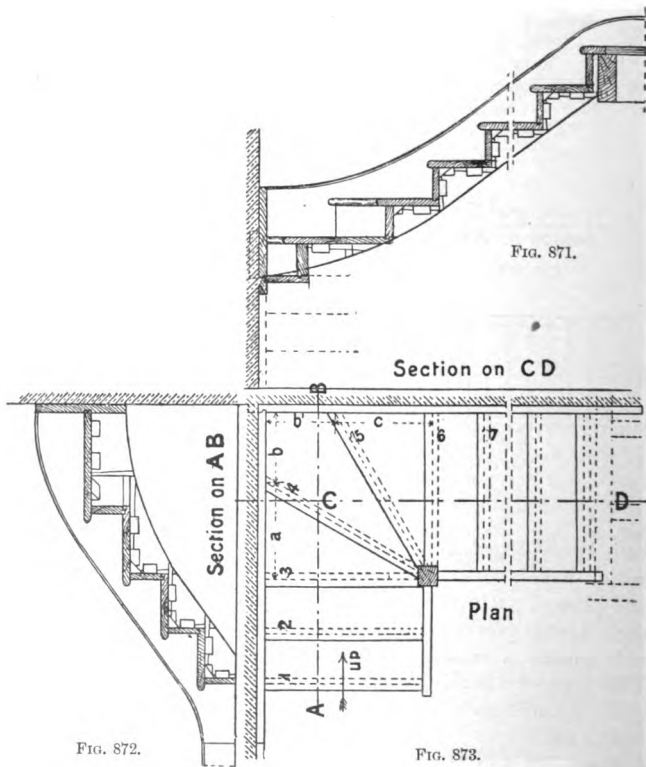 FIG. 871.
Section on CD
B
Section on AB
b'
c
b
5
6
7
4
C
D
a
3
Plan
2
UP
1
A
FIG. 872.
FIG. 873.